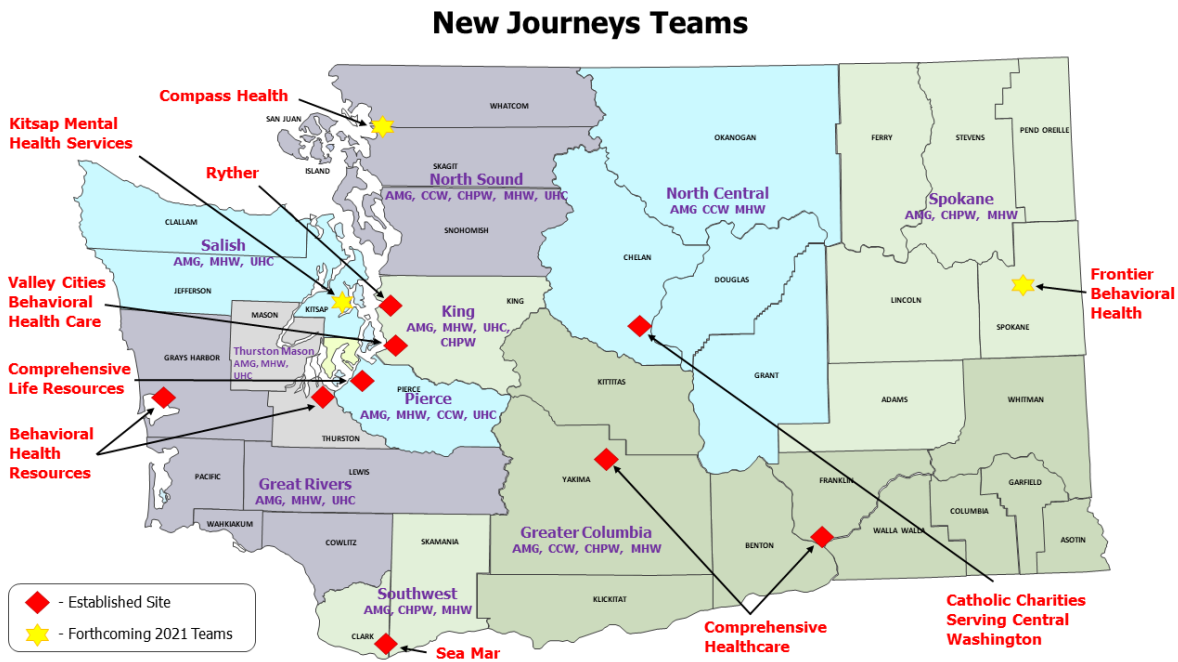 New Journeys Teams
Compass Health
Kitsap Mental
Health Services
Ryther
Valley Cities
Behavioral
Health Care
Comprehensive
Life Resources
Behavioral
Health
Resources
Frontier
Behavioral
Health
Catholic Charities
Serving Central
Washington
Comprehensive
Healthcare
Sea Mar
WHATCOM
SAN JUAN
ISLAND
SKAGIT
North Sound
AMG, CCW, CHPW, MHW, UHC
SNOHOMISH
OKANOGAN
North Central
AMG CCW MHW
CHELAN
DOUGLAS
GRANT
FERRY
STEVENS
PEND OREILLE
Spokane
AMG, CHPW, MHW
LINCOLN
SPOKANE
ADAMS
WHITMAN
CLALLAM
Salish
AMG, MHW, UHC
JEFFERSON
KITSAP
MASON
Thurston Mason
AMG, MHW,
UHC
GRAYS HARBOR
THURSTON
KING
King
AMG, MHW, UHC,
CHPW
PIERCE
Pierce
AMG, MHW, CCW, UHC
KITTITAS
YAKIMA
PACIFIC
LEWIS
Great Rivers
AMG, MHW, UHC
WAHKIAKUM
COWLITZ
SKAMANIA
Greater Columbia
AMG, CCW, CHPW, MHW
BENTON
FRANKLIN
WALLA WALLA
COLUMBIA
GARFIELD
ASOTIN
KLICKITAT
Southwest
AMG, CHPW, MHW
CLARK
- Established Site
- Forthcoming 2021 Teams